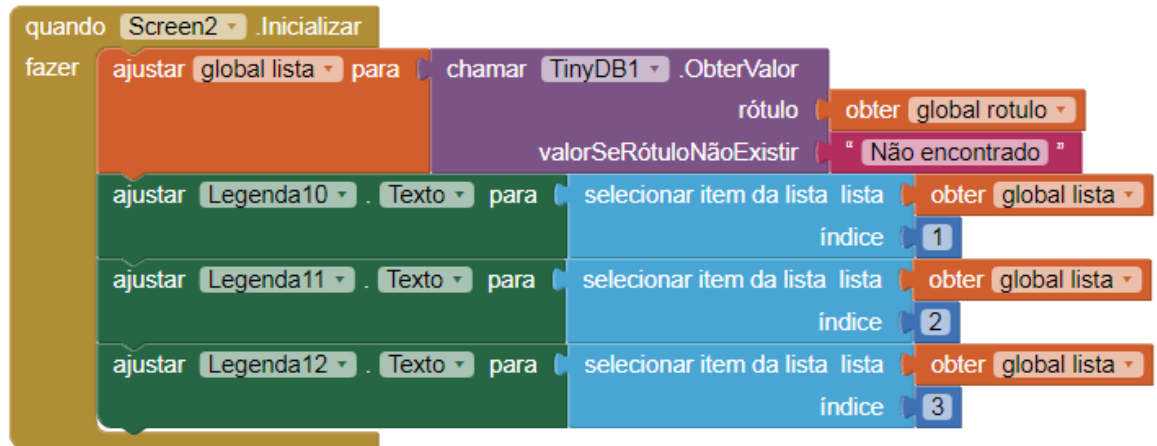 quando Screen2 .Inicializar
fazer ajustar global lista para chamar TinyDB1 .ObterValor
rótulo obter global rotulo
valorSeRótuloNãoExistir " Não encontrado "
ajustar Legenda10 . Texto para selecionar item da lista lista obter global lista
índice 1
ajustar Legenda11 . Texto para selecionar item da lista lista obter global lista
índice 2
ajustar Legenda12 . Texto para selecionar item da lista lista obter global lista
índice 3